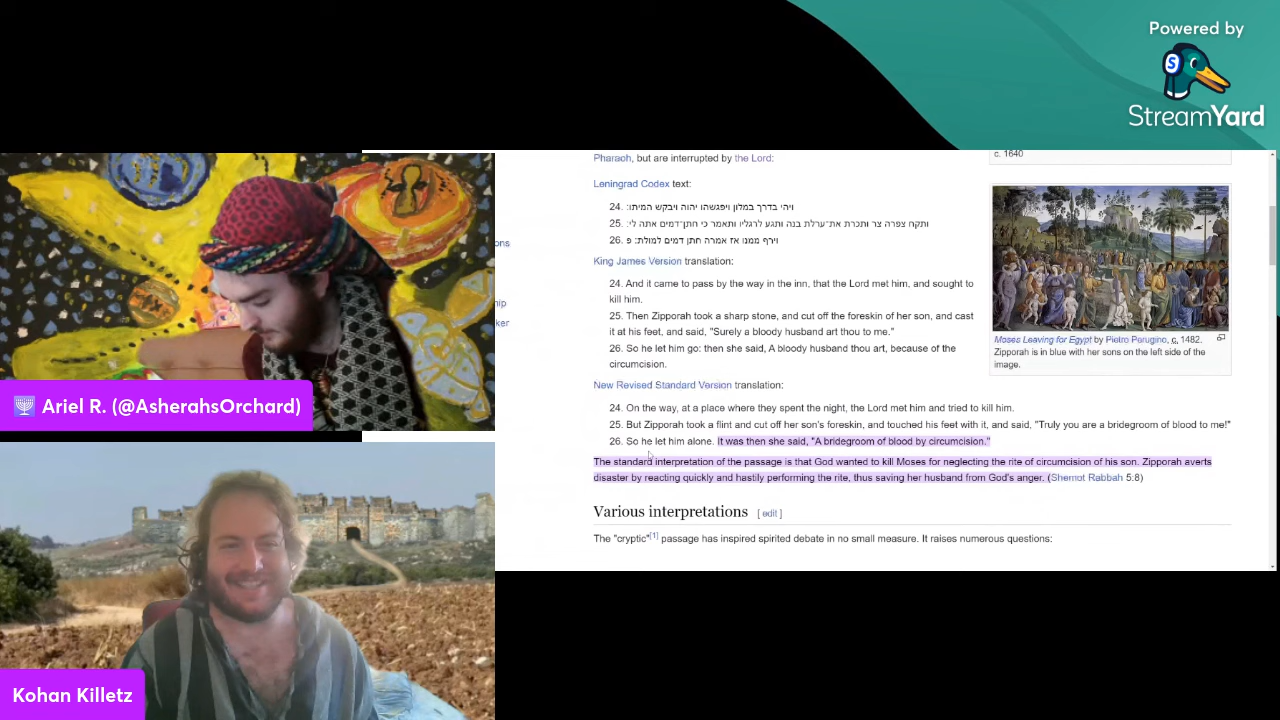 Powered by
S
StreamYard
Pharaoh, but are interrupted by the Lord:
c. 1640
Leningrad Codex text:
24. ויהי בדרך במלון ויפגשהו יהוה ויבקש המיתו:
25. ותקח צפרה צר ותכרת את־ערלת בנה ותגע לרגליו ותאמר כי חתן־דמים אתה לי:
26. וירף ממנו אז אמרה חתן דמים למולת: פ
ons
King James Version translation:
24. And it came to pass by the way in the inn, that the Lord met him, and sought to
kill him.
hip
25. Then Zipporah took a sharp stone, and cut off the foreskin of her son, and cast
ker
it at his feet, and said, "Surely a bloody husband art thou to me."
26. So he let him go: then she said, A bloody husband thou art, because of the
circumcision.
Moses Leaving for Egypt by Pietro Perugino, c. 1482.
Zipporah is in blue with her sons on the left side of the
image.
New Revised Standard Version translation:
24. On the way, at a place where they spent the night, the Lord met him and tried to kill him.
25. But Zipporah took a flint and cut off her son's foreskin, and touched his feet with it, and said, "Truly you are a bridegroom of blood to me!"
26. So he let him alone. It was then she said, "A bridegroom of blood by circumcision."
The standard interpretation of the passage is that God wanted to kill Moses for neglecting the rite of circumcision of his son. Zipporah averts
disaster by reacting quickly and hastily performing the rite, thus saving her husband from God's anger. (Shemot Rabbah 5:8)
Various interpretations [ edit ]
The "cryptic"[1] passage has inspired spirited debate in no small measure. It raises numerous questions:
Ariel R. (@AsherahsOrchard)
Kohan Killetz